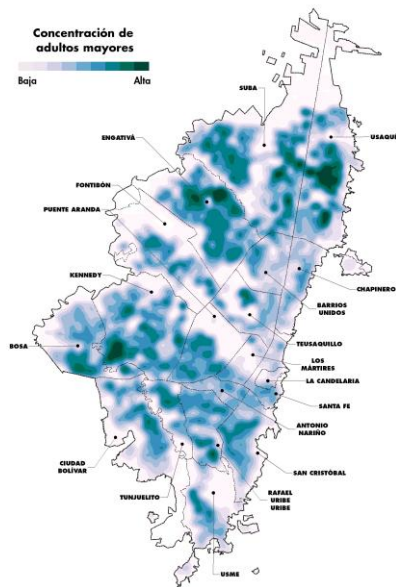 Concentración de
adultos mayores
Baja
Alta
SUBA
USAQUÉ
ENGATIVÁ
FONTIBÓN
PUENTE ARANDA
KENNEDY
CHAPINERO
BARRIOS
UNIDOS
BOSA
TEUSAQUILLO
LOS
MÁRTIRES
LA CANDELARIA
SANTA FE
ANTONIO
NARIÑO
CIUDAD
BOLÍVAR
SAN CRISTÓBAL
TUNJUELITO
RAFAEL
URIBE
URIBE
USME